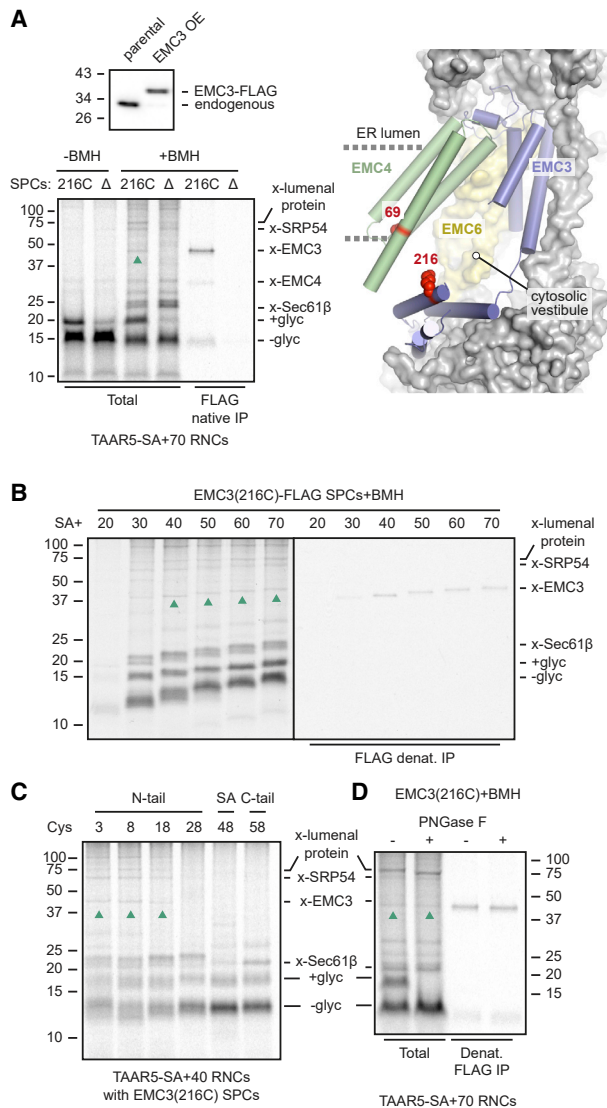 A
parental
EMC3 OE
43
34
26
EMC3-FLAG
endogenous
-BMH +BMH
SPCs: 216C Δ 216C Δ 216C Δ
100
75
50
37
25
20
15
10
x-lumenal
protein
x-SRP54
x-EMC3
x-EMC4
x-Sec61β
+glyc
-glyc
Total
FLAG
native IP
TAAR5-SA+70 RNCs
ER lumen
EMC4
EMC3
69
EMC6
216
cytosolic
vestibule
B
EMC3(216C)-FLAG SPCs+BMH
SA+ 20 30 40 50 60 70 20 30 40 50 60 70
100
75
50
37
25
20
15
10
x-lumenal
protein
x-SRP54
x-EMC3
x-Sec61β
+glyc
-glyc
FLAG denat. IP
C
N-tail SA C-tail
Cys 3 8 18 28 48 58
100
75
50
37
25
20
15
10
x-lumenal
protein
x-SRP54
x-EMC3
x-Sec61β
+glyc
-glyc
TAAR5-SA+40 RNCs
with EMC3(216C) SPCs
D
EMC3(216C)+BMH
PNGase F
- + - +
100
75
50
37
25
20
15
Total
Denat.
FLAG IP
TAAR5-SA+70 RNCs